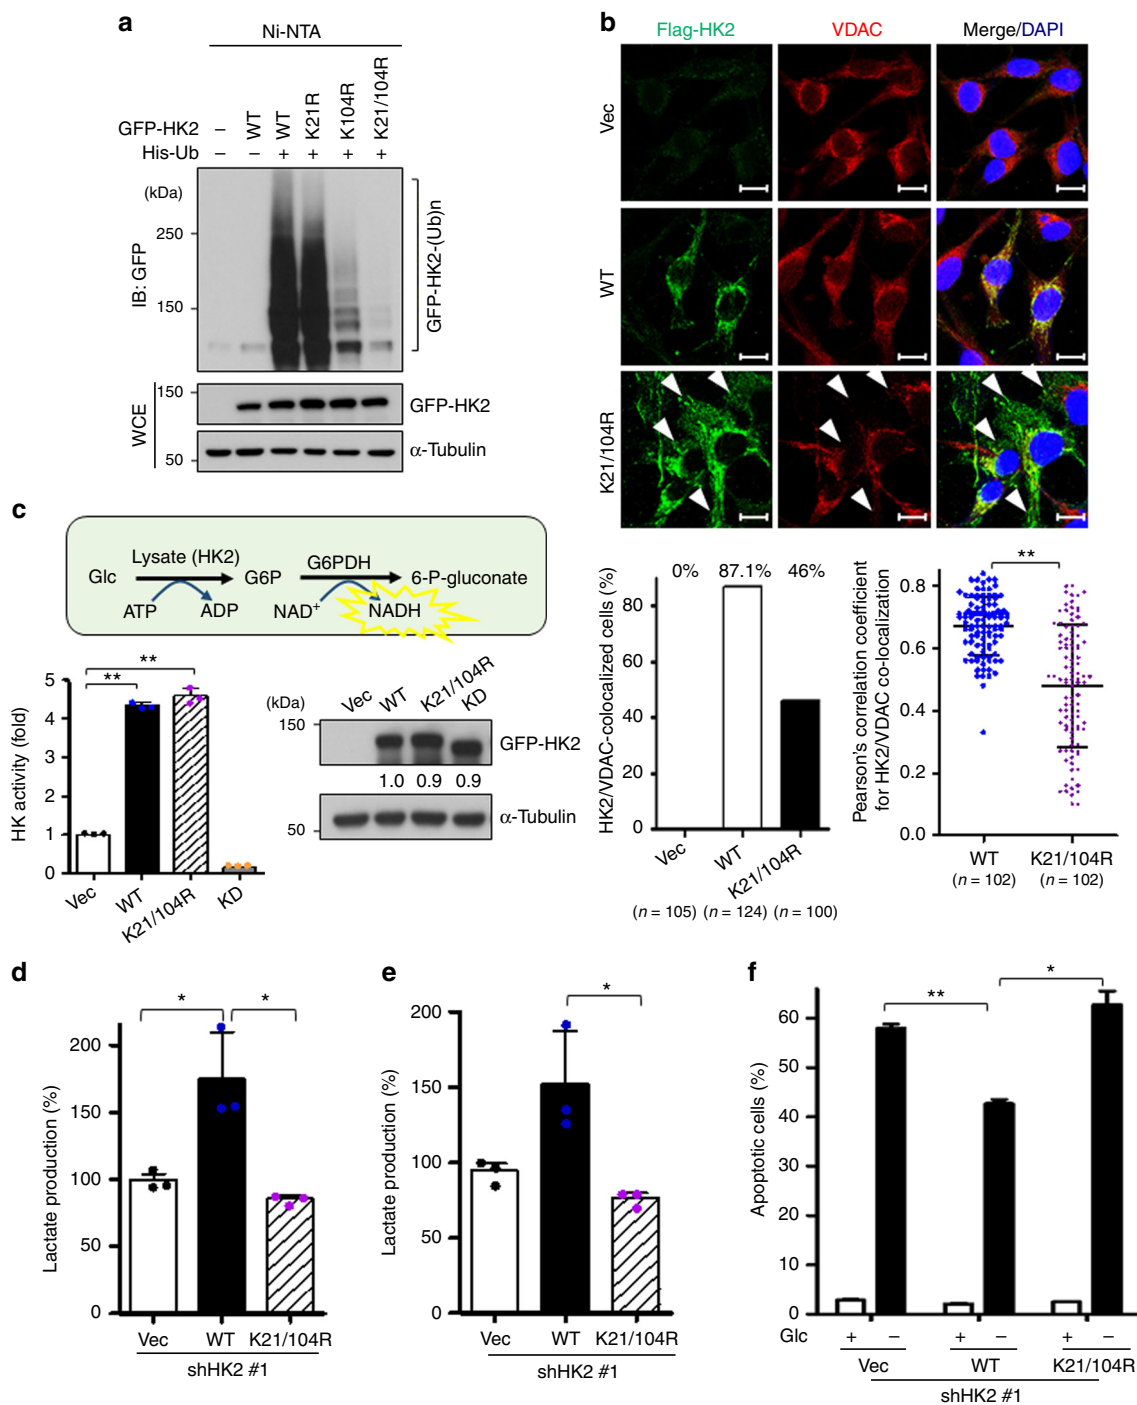 a
Ni-NTA
GFP-HK2 – WT WT K21R K104R K21/104R
His-Ub – – + + + +
(kDa)
250
150
IB: GFP
GFP-HK2-(Ub)n
WCE
150
GFP-HK2
50
α-Tubulin
b
Flag-HK2 VDAC Merge/DAPI
Vec
WT
K21/104R
HK2/VDAC-colocalized cells (%)
0% 87.1% 46%
80
60
40
20
0
Vec WT K21/104R
(n = 105) (n = 124) (n = 100)
Pearson's correlation coefficient
for HK2/VDAC co-localization
**
0.8
0.6
0.4
0.2
0.0
WT K21/104R
(n = 102) (n = 102)
c
Lysate (HK2) G6PDH
Glc G6P 6-P-gluconate
ATP ADP NAD+ NADH
HK activity (fold)
**
**
5
4
3
2
1
0
Vec WT K21/104R KD
(kDa) Vec WT K21/104R KD
150
GFP-HK2
1.0 0.9 0.9
50
α-Tubulin
d
Lactate production (%)
* *
200
150
100
50
0
Vec WT K21/104R
shHK2 #1
e
Lactate production (%)
*
200
150
100
50
0
Vec WT K21/104R
shHK2 #1
f
Apoptotic cells (%)
** *
60
50
40
30
20
10
0
Glc + – + – + –
Vec WT K21/104R
shHK2 #1